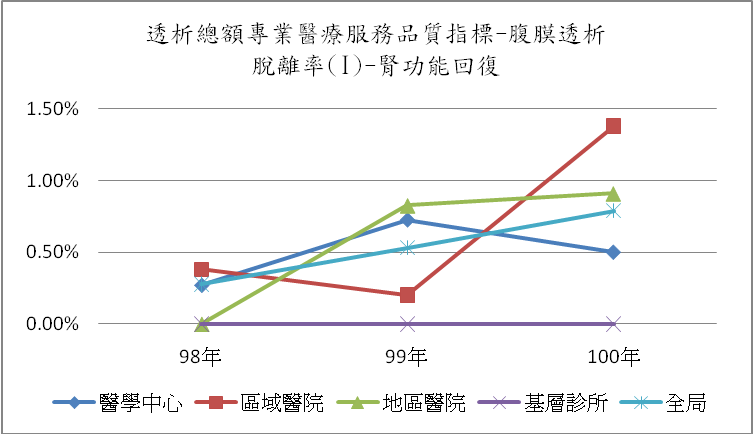 透析總額專業醫療服務品質指標-腹膜透析
脫離率(I)-腎功能回復
1.50%
1.00%
0.50%
0.00%
98年 99年 100年
醫學中心 區域醫院 地區醫院 基層診所 全局